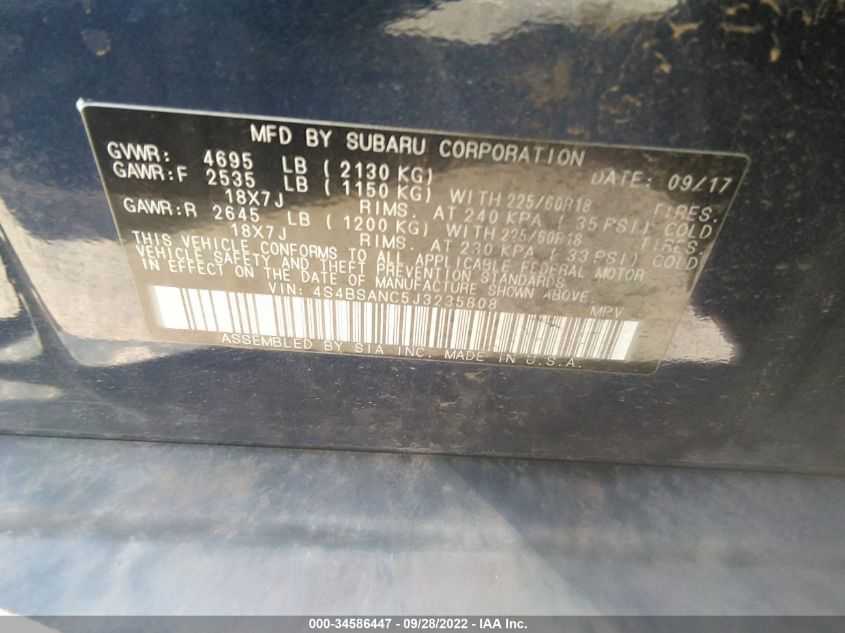 MFD BY SUBARU CORPORATION
GVWR: 4695 LB (2130 KG) DATE: 09/17
GAWR:F 2535 LB (1150 KG) WITH 225/60R18 TIRES.
18X7J RIMS. AT 240 KPA (35 PSI) COLD
GAWR:R 2645 LB (1200 KG) WITH 225/60R18 TIRES.
18X7J RIMS. AT 230 KPA (33 PSI) COLD
THIS VEHICLE CONFORMS TO ALL APPLICABLE FEDERAL MOTOR
VEHICLE SAFETY AND THEFT PREVENTION STANDARDS
IN EFFECT ON THE DATE OF MANUFACTURE SHOWN ABOVE.
VIN: 4S4BSANC5J3235808 MPV
ASSEMBLED BY SIA INC. MADE IN U.S.A.
000-34586447 - 09/28/2022 - IAA Inc.